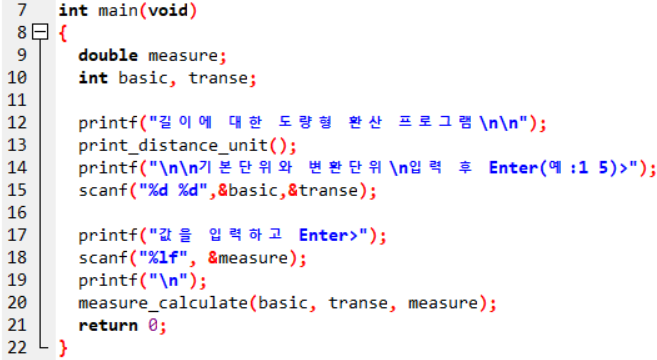 7 int main(void)
8 {
9 double measure;
10 int basic, transe;
11
12 printf("길이에 대한 도량형 환산 프로그램\n\n");
13 print_distance_unit();
14 printf("\n\n기본단위와 변환단위\n입력 후 Enter(예:1 5)>");
15 scanf("%d %d",&basic,&transe);
16
17 printf("값을 입력하고 Enter>");
18 scanf("%lf", &measure);
19 printf("\n");
20 measure_calculate(basic, transe, measure);
21 return 0;
22 }